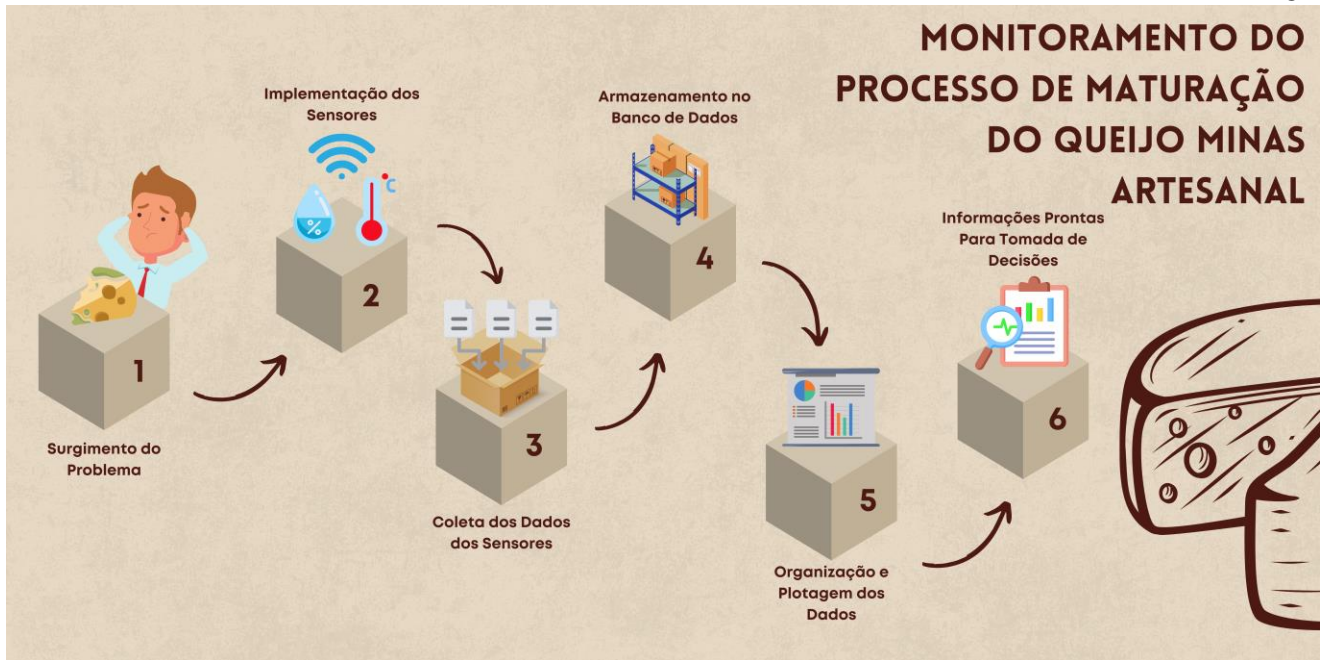 MONITORAMENTO DO
PROCESSO DE MATURAÇÃO
DO QUEIJO MINAS
ARTESANAL
1
Surgimento do
Problema
Implementação dos
Sensores
%
°C
2
3
Coleta dos Dados
dos Sensores
Armazenamento no
Banco de Dados
4
5
Organização e
Plotagem dos
Dados
Informações Prontas
Para Tomada de
Decisões
6